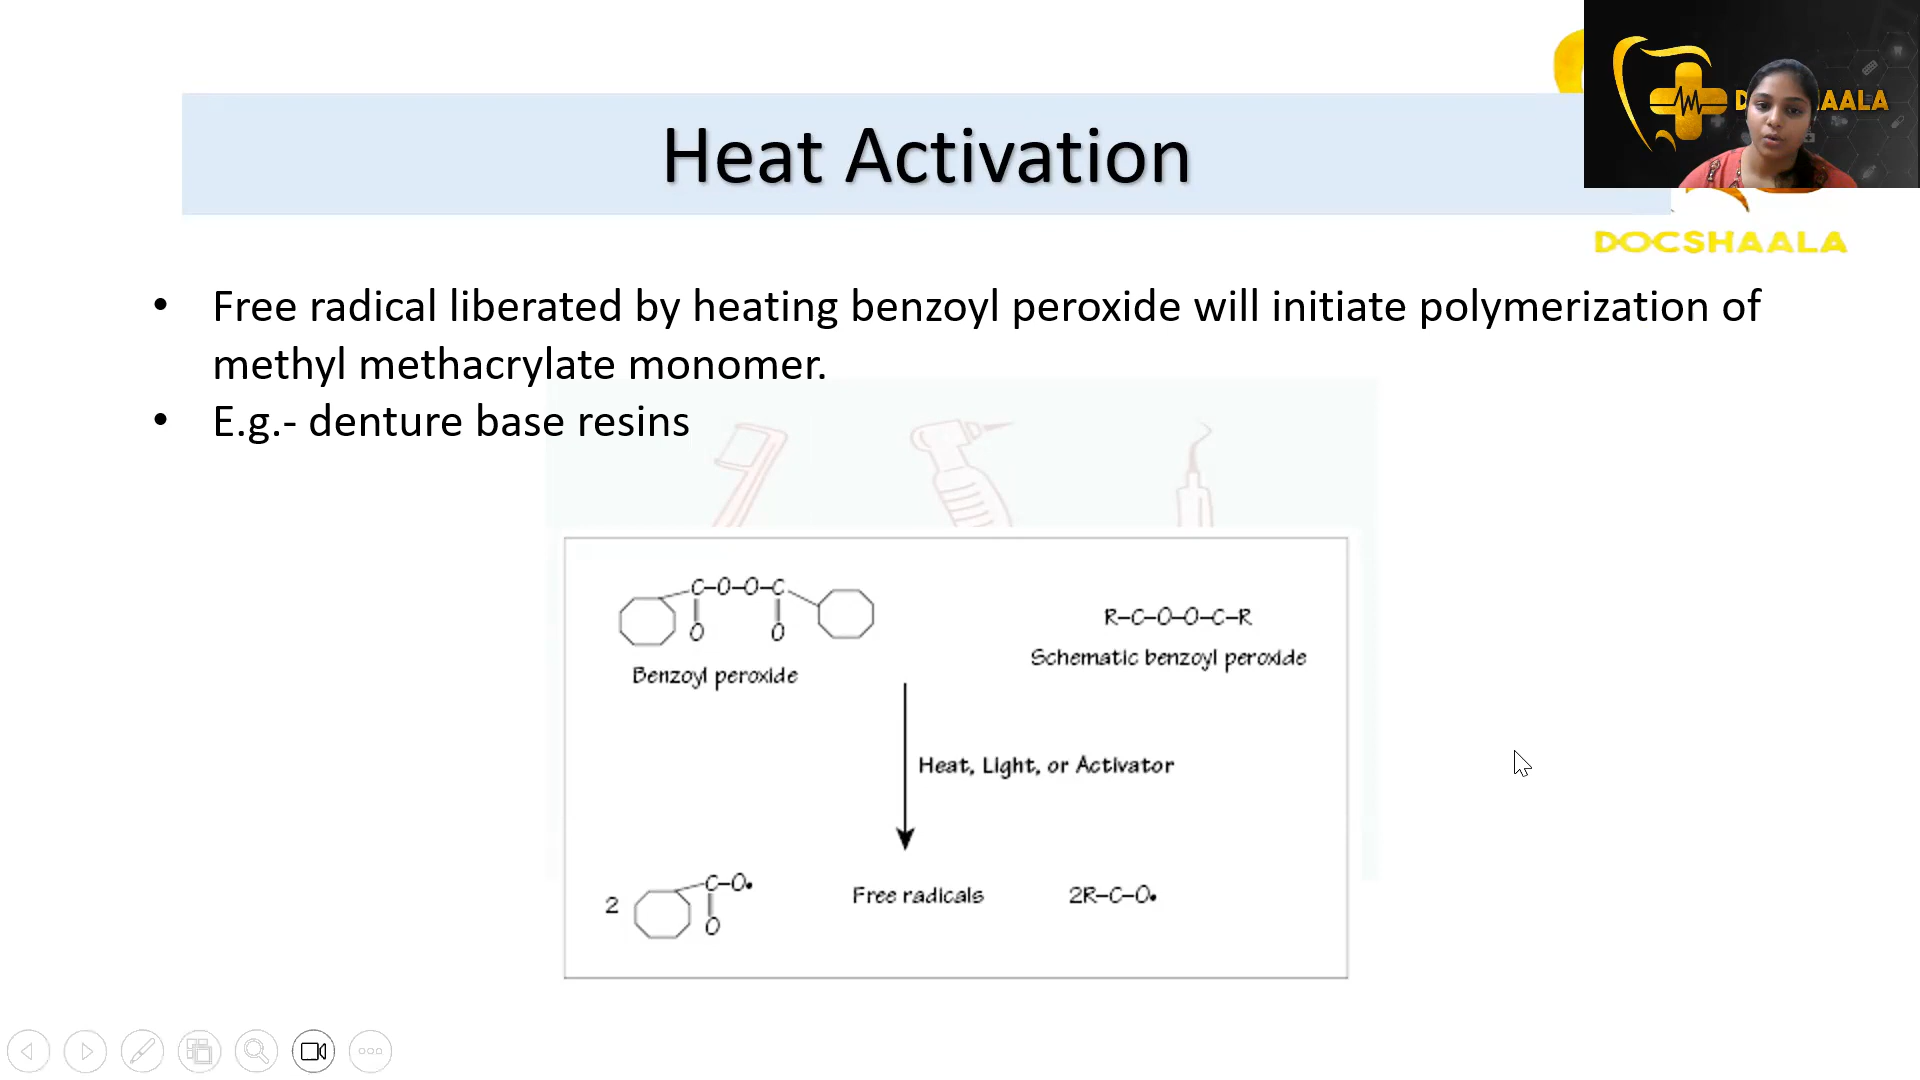 Heat Activation
DOCSHAALA
• Free radical liberated by heating benzoyl peroxide will initiate polymerization of
methyl methacrylate monomer.
• E.g.- denture base resins
C–O–O–C
O O
Benzoyl peroxide
R–C–O–O–C–R
Schematic benzoyl peroxide
Heat, Light, or Activator
2
C–O•
O
Free radicals
2R–C–O•